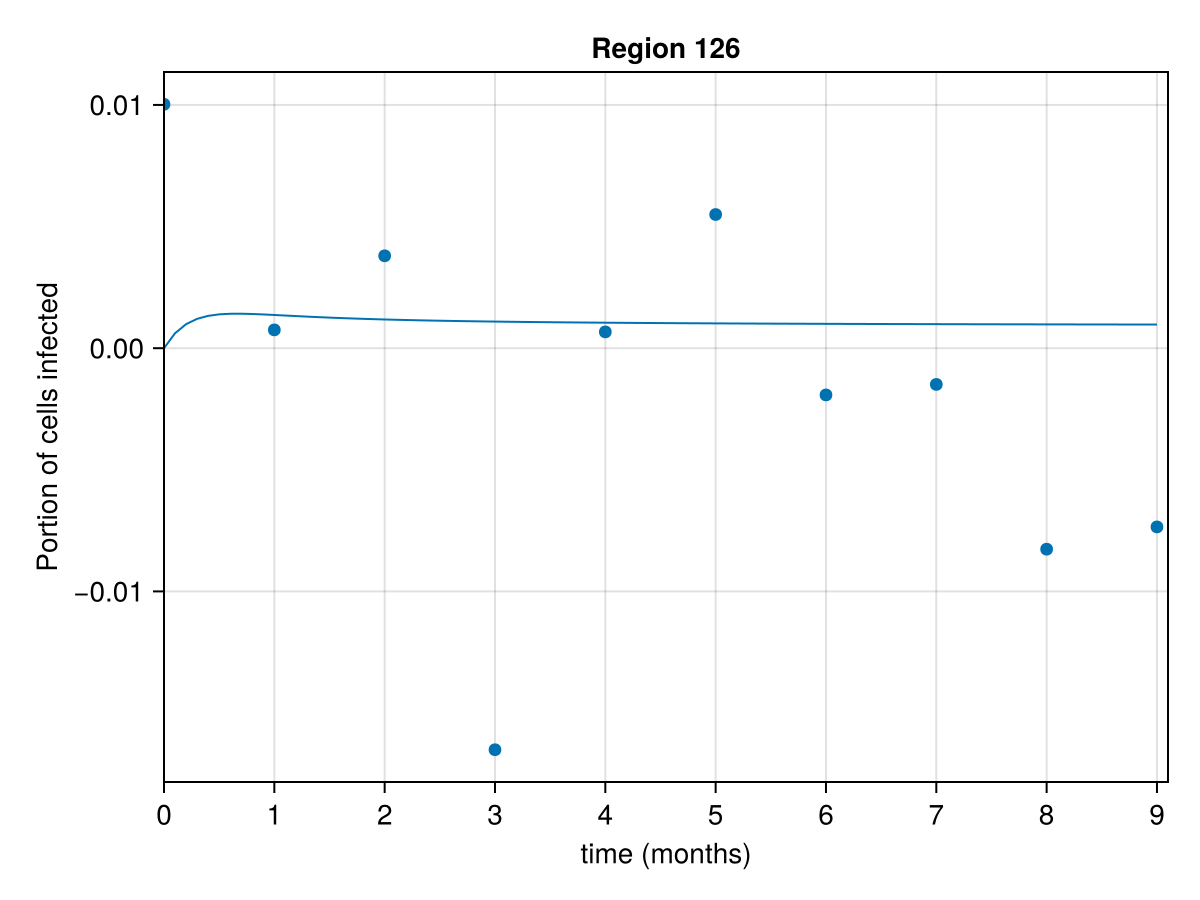 Region 126
Portion of cells infected
0.01
0.00
−0.01
0 1 2 3 4 5 6 7 8 9
time (months)